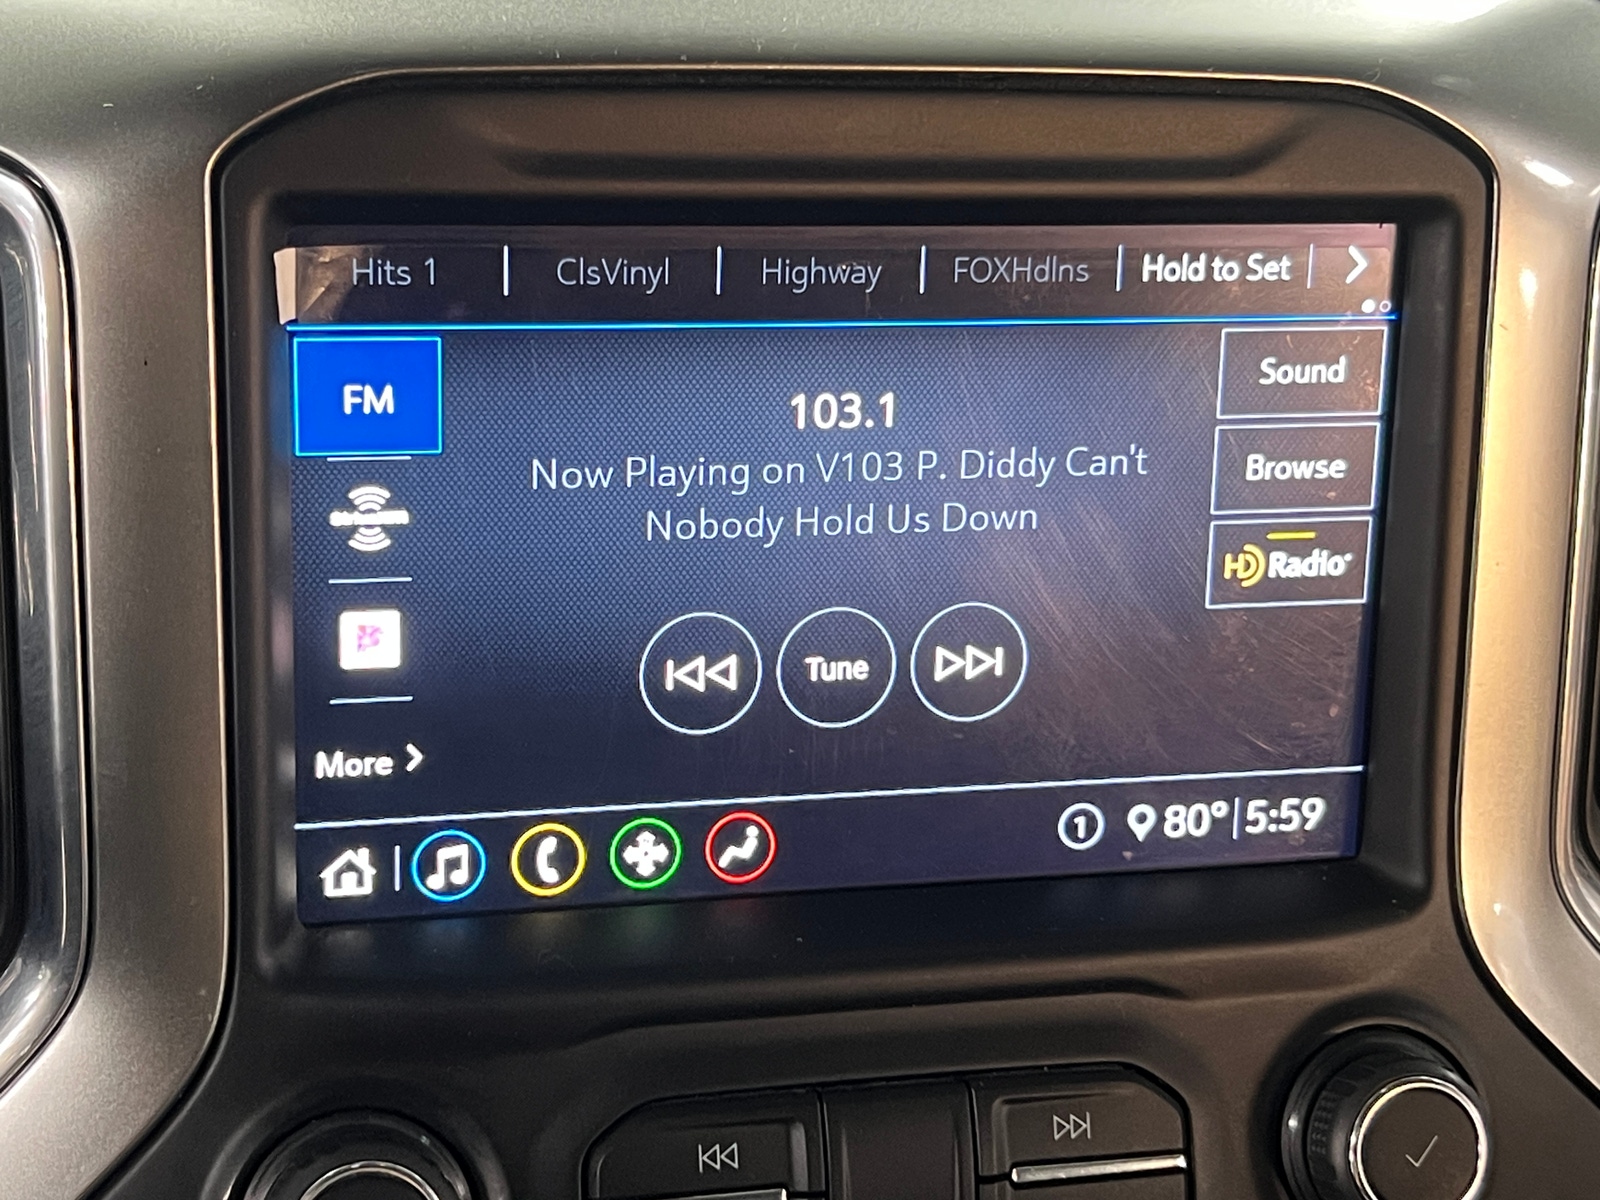 Hits 1 ClsVinyl Highway FOXHdlns Hold to Set
FM
103.1
Now Playing on V103 P. Diddy Can't
Nobody Hold Us Down
Sound
Browse
HD Radio
Tune
More
1 80° 5:59